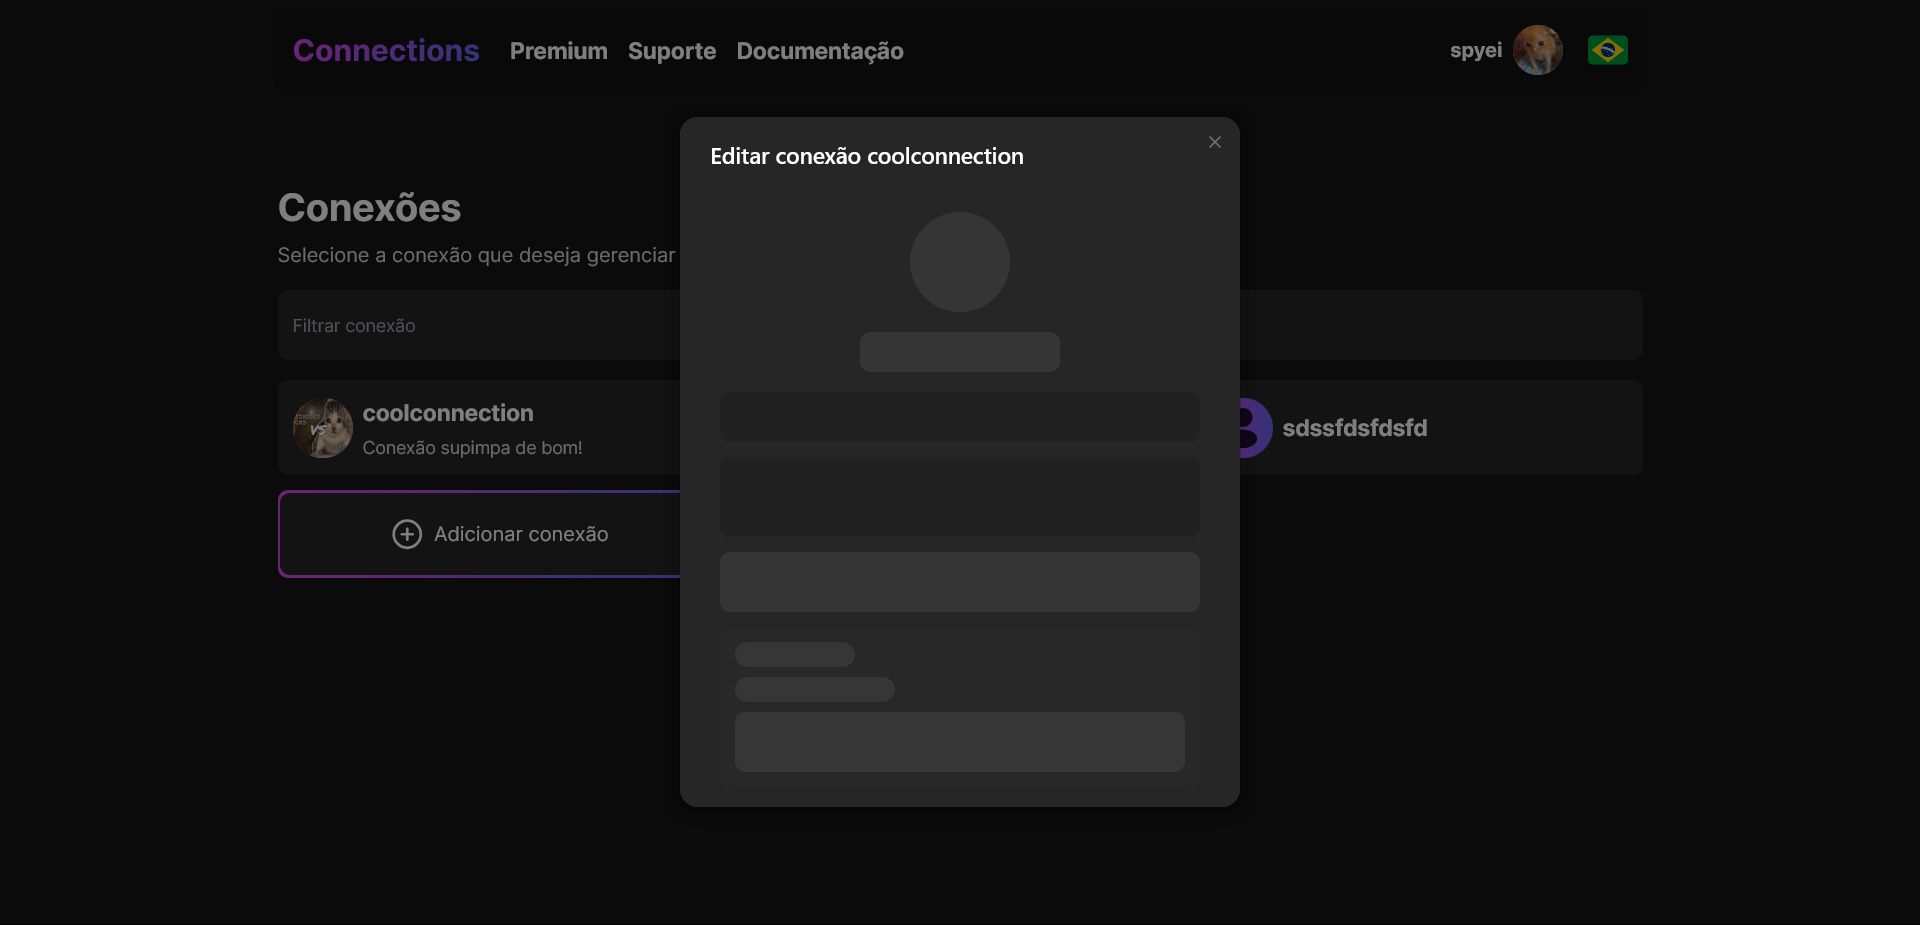 Connections
Premium
Suporte
Documentação
spyei
Editar conexão coolconnection
Conexões
Selecione a conexão que deseja gerenciar
Filtrar conexão
coolconnection
Conexão supimpa de bom!
sdssfdsfdsfd
Adicionar conexão